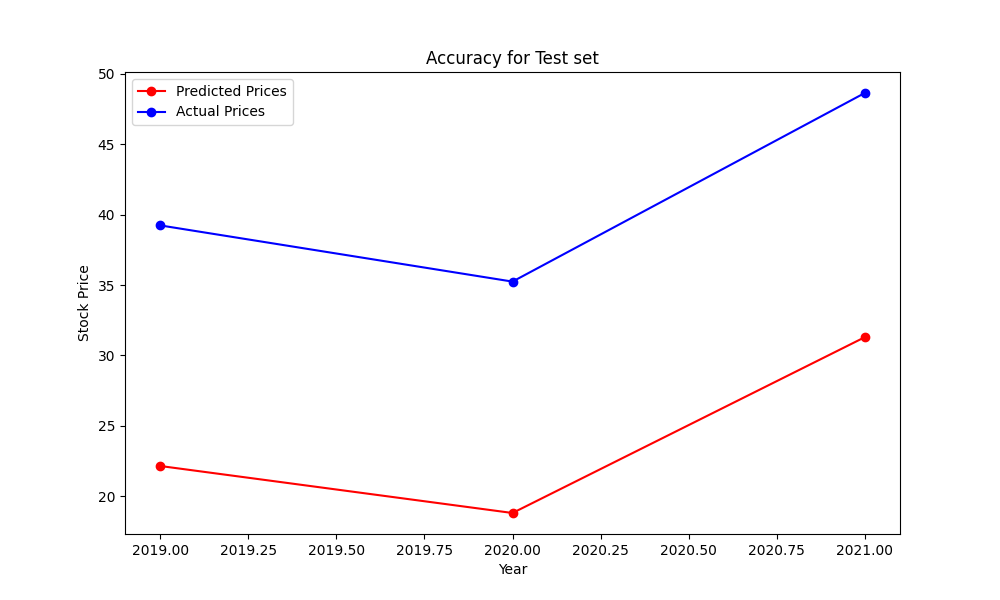 Accuracy for Test set
Predicted Prices
Actual Prices
50
45
40
35
30
25
20
Stock Price
2019.00 2019.25 2019.50 2019.75 2020.00 2020.25 2020.50 2020.75 2021.00
Year